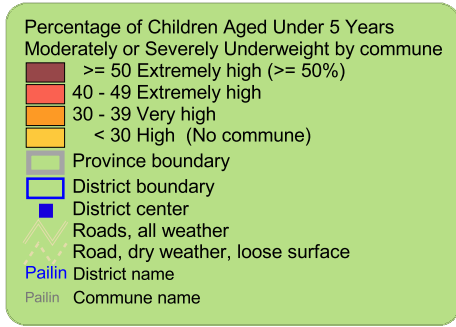 Percentage of Children Aged Under 5 Years
Moderately or Severely Underweight by commune
>= 50 Extremely high (>= 50%)
40 - 49 Extremely high
30 - 39 Very high
< 30 High (No commune)
Province boundary
District boundary
District center
Roads, all weather
Road, dry weather, loose surface
Pailin District name
Pailin Commune name